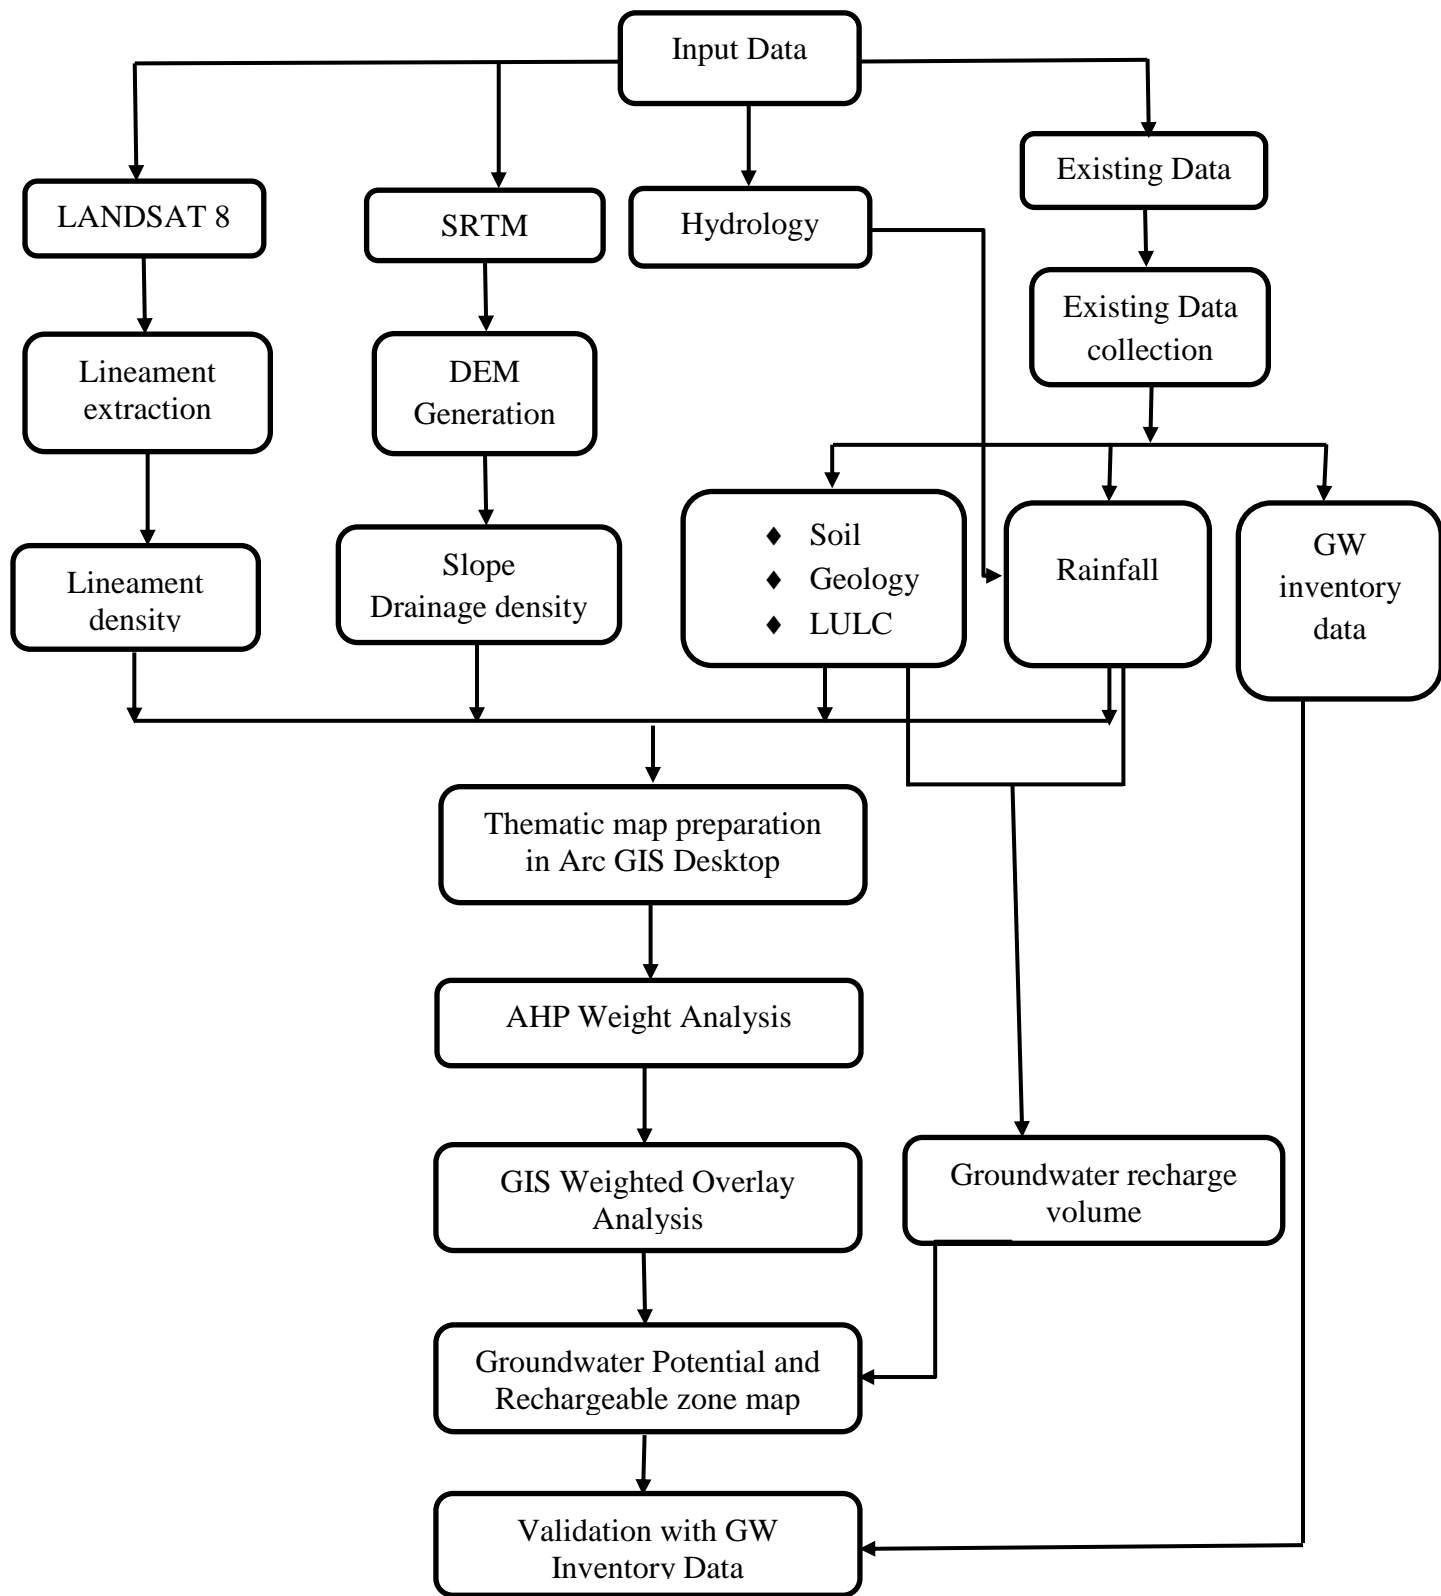 Input Data
Existing Data
LANDSAT 8
SRTM
Hydrology
Existing Data
collection
Lineament
extraction
DEM
Generation
♦ Soil
♦ Geology
♦ LULC
Rainfall
GW
inventory
data
Lineament
density
Slope
Drainage density
Thematic map preparation
in Arc GIS Desktop
AHP Weight Analysis
GIS Weighted Overlay
Analysis
Groundwater recharge
volume
Groundwater Potential and
Rechargeable zone map
Validation with GW
Inventory Data